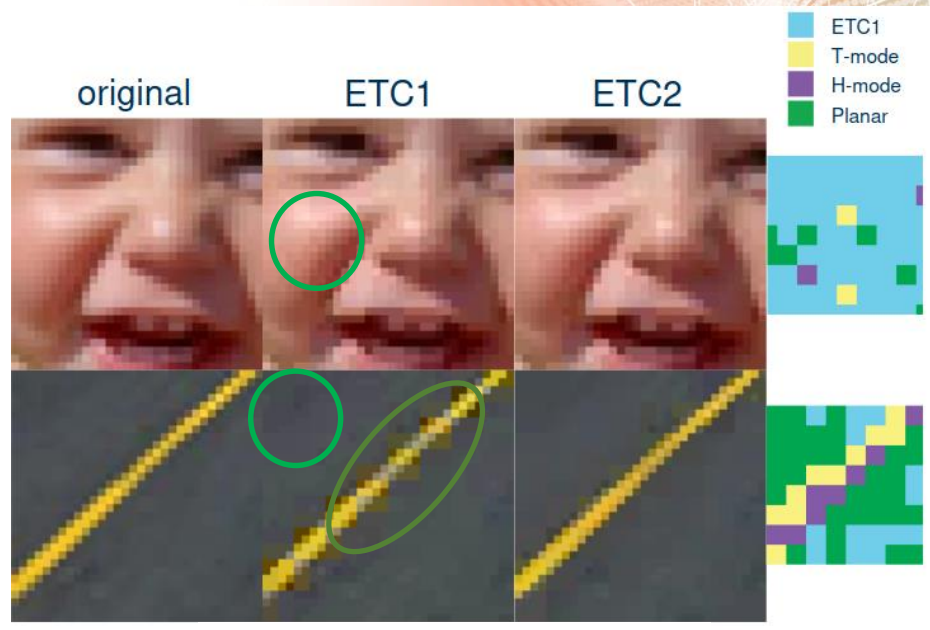 ETC1
T-mode
H-mode
Planar
original
ETC1
ETC2